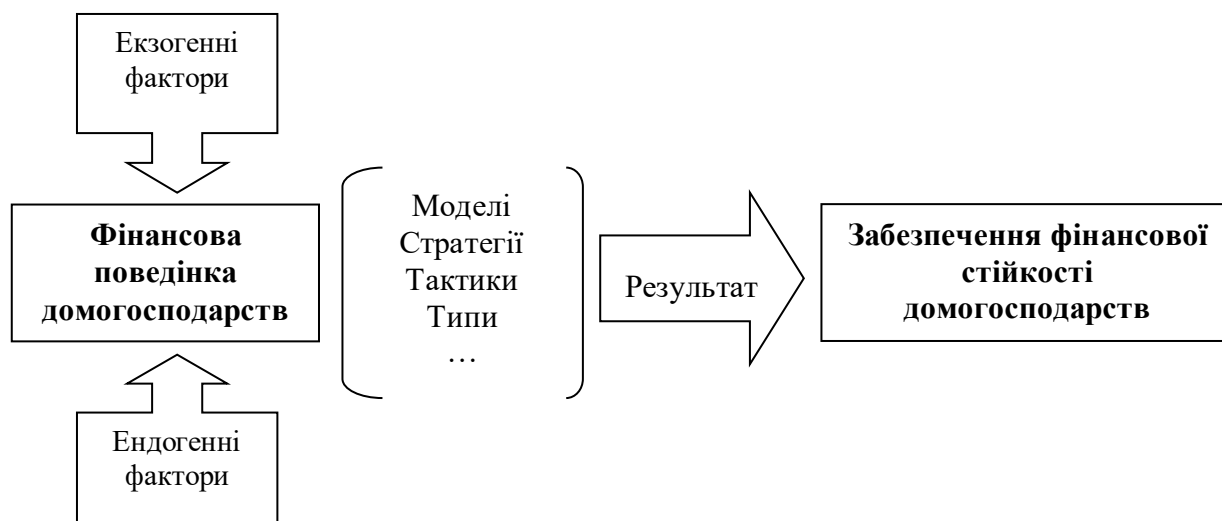 Екзогенні
фактори
Фінансова
поведінка
домогосподарств
Ендогенні
фактори
Моделі
Стратегії
Тактики
Типи
…
Результат
Забезпечення фінансової
стійкості
домогосподарств